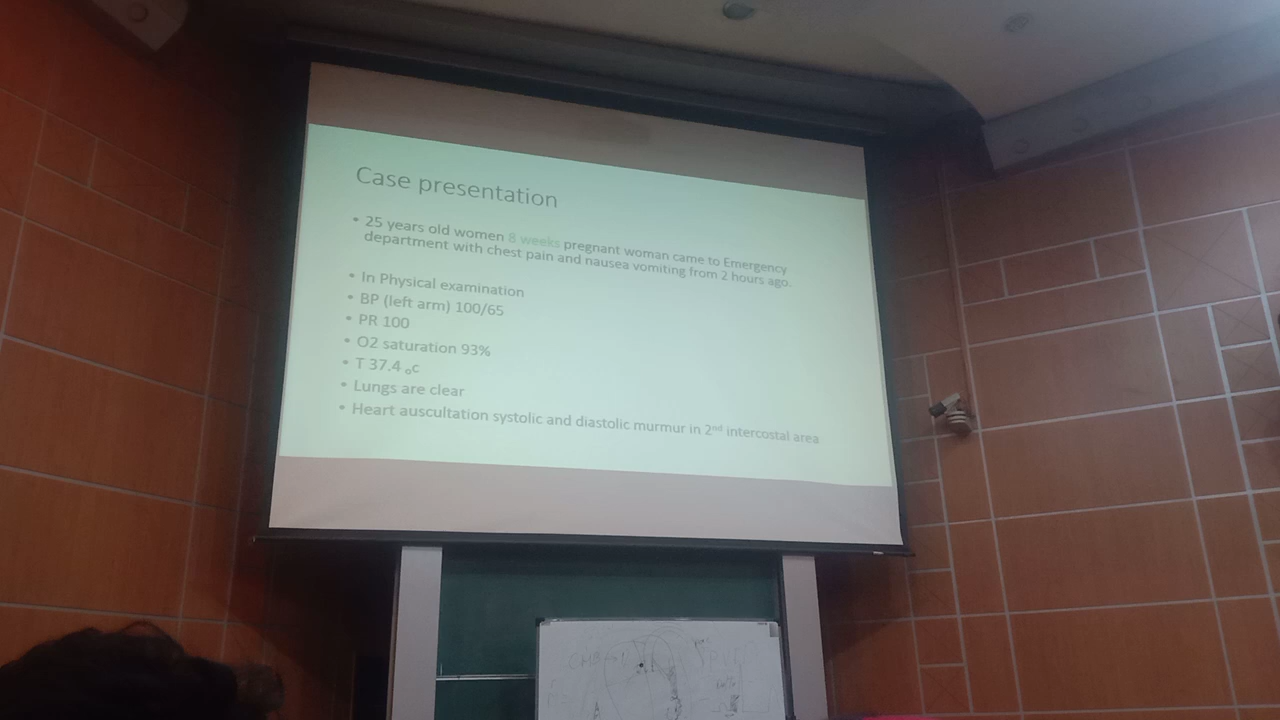 Case presentation
• 25 years old women 8 weeks pregnant woman came to Emergency
department with chest pain and nausea vomiting from 2 hours ago.
• In Physical examination
• BP (left arm) 100/65
• PR 100
• O2 saturation 93%
• T 37.4 ₒc
• Lungs are clear
• Heart auscultation systolic and diastolic murmur in 2nd intercostal area